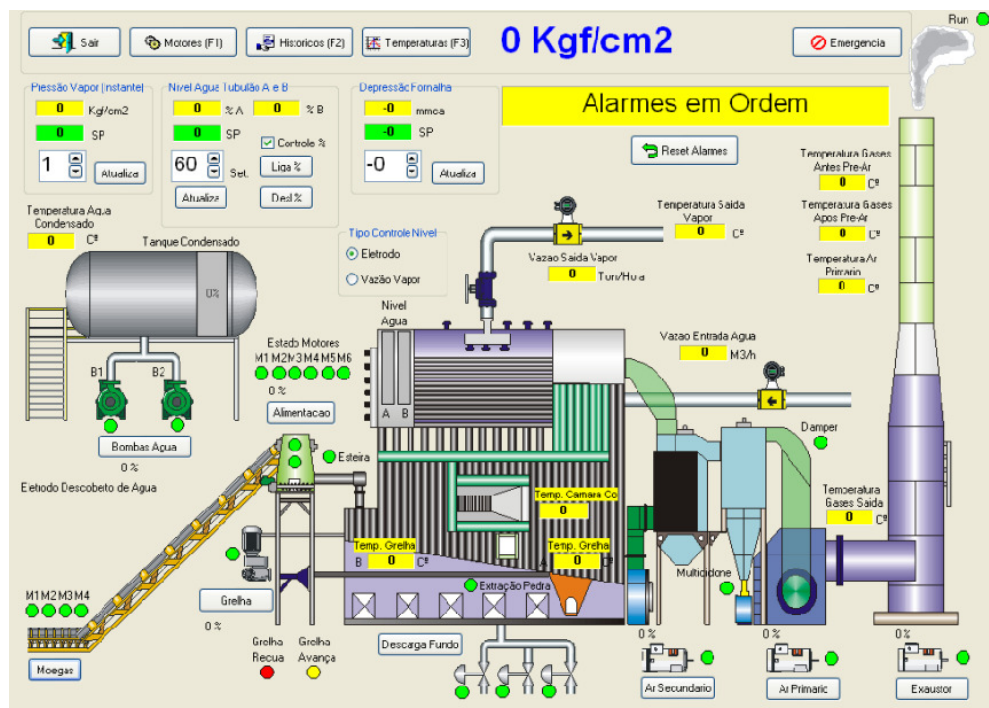 Run
Sair
Motores (F1)
Historicos (F2)
Temperaturas (F3)
0 Kgf/cm2
Emergencia
Pressão Vapor (Instante)
0 Kgf/cm2
0 SP
1
Atualiza
Nivel Agua Tubulão A e B
0 % A 0 % B
0 SP
Controle %
60 Set.
Liga %
Atualiza
Desl %
Depressão Fornalha
-0 mmca
-0 SP
-0
Atualiza
Alarmes em Ordem
Reset Alarmes
Temperatura Gases
Antes Pre-Ar
0 Cº
Temperatura Gases
Apos Pre-Ar
0 Cº
Temperatura Ar
Primario
0 Cº
Temperatura Agua
Condensado
0 Cº
Tanque Condensado
0%
Tipo Controle Nivel
Eletrodo
Vazão Vapor
Temperatura Saida
Vapor
0 Cº
Vazao Saida Vapor
0 Ton/Hora
Nivel
Agua
A B
Vazao Entrada Agua
0 M3/h
Estado Motores
M1 M2 M3 M4 M5 M6
0 %
Alimentacao
B1 B2
Bombas Agua
0 %
Eletrodo Descobeto de Agua
Esteira
Damper
Temp. Camara Co
0
Temp. Grelha
B 0 Cº
Temp. Grelha
A 0 Cº
Temperatura
Gases Saida
0 Cº
Multiciclone
Extração Pedra
M1 M2 M3 M4
Moegas
Grelha
0 %
Grelha
Recua
Grelha
Avança
Descarga Fundo
0 %
Ar Secundario
0 %
Ar Primario
0 %
Exaustor